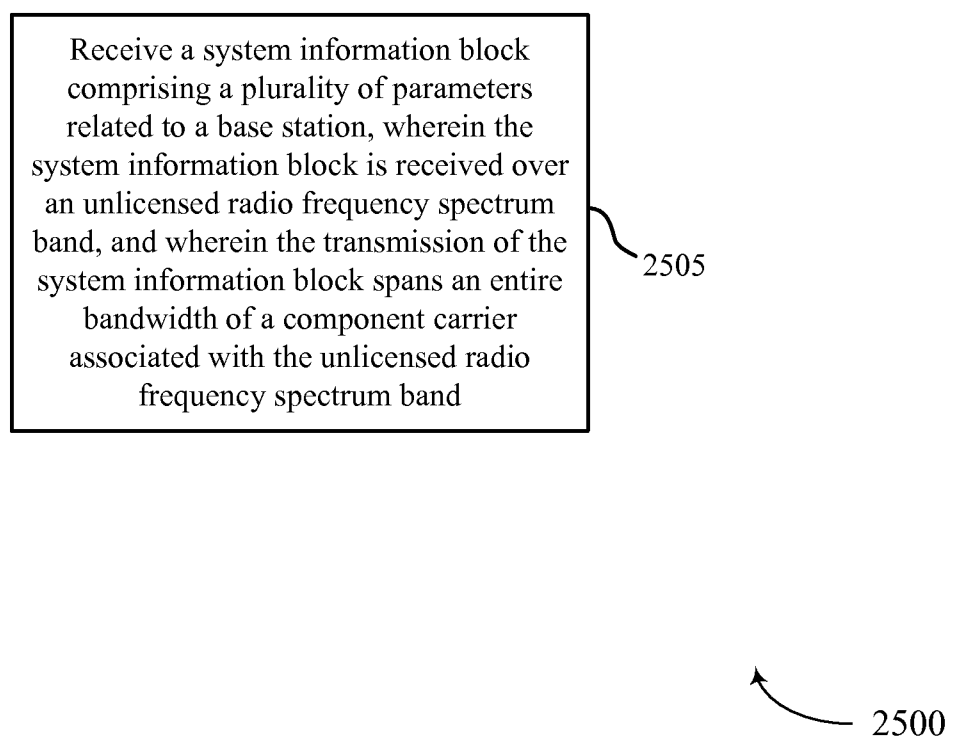 Receive a system information block
comprising a plurality of parameters
related to a base station, wherein the
system information block is received over
an unlicensed radio frequency spectrum
band, and wherein the transmission of the
system information block spans an entire
bandwidth of a component carrier
associated with the unlicensed radio
frequency spectrum band
2505
2500